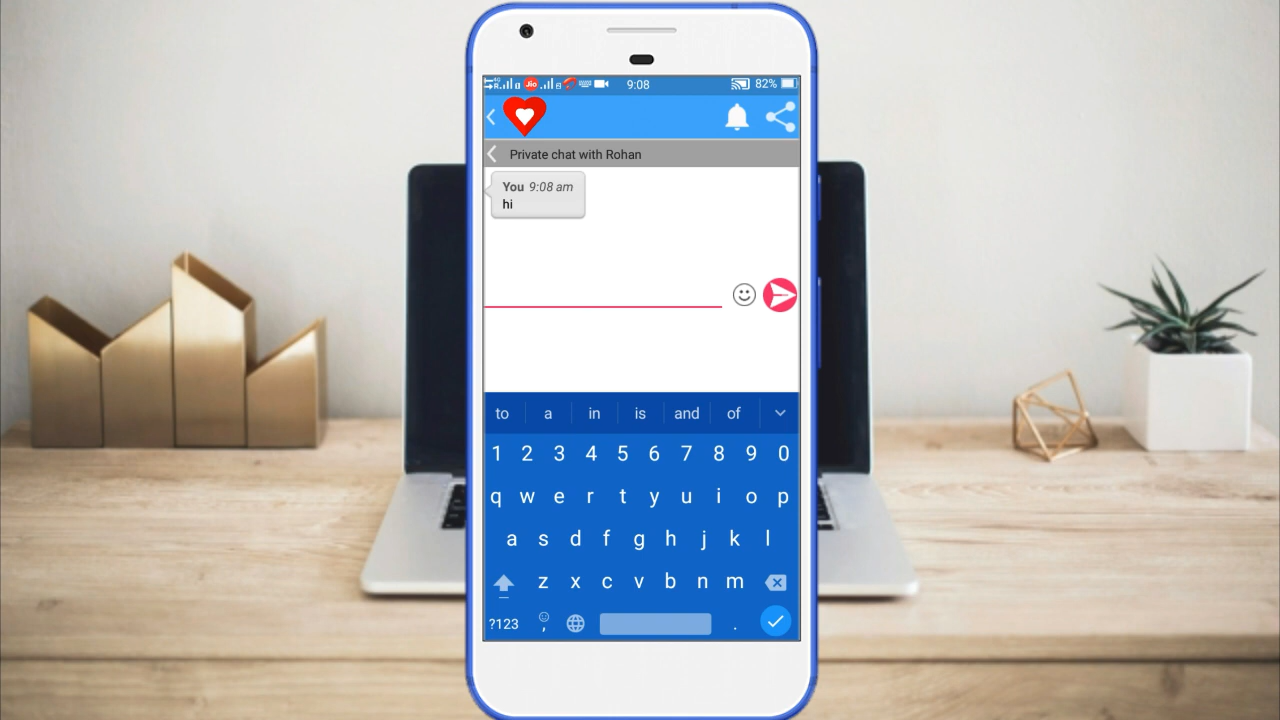 Jio 9:08 82%
Private chat with Rohan
You 9:08 am
hi
to a in is and of
1 2 3 4 5 6 7 8 9 0
q w e r t y u i o p
a s d f g h j k l
z x c v b n m
?123 , .